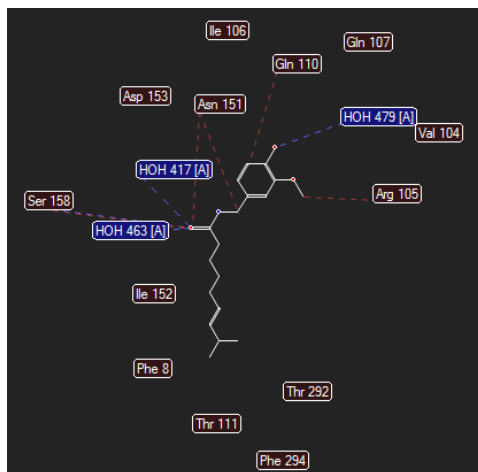 Ile 106
Gln 107
Gln 110
Asp 153
Asn 151
HOH 479 [A]
Val 104
HOH 417 [A]
Arg 105
Ser 158
HOH 463 [A]
Ile 152
Phe 8
Thr 292
Thr 111
Phe 294